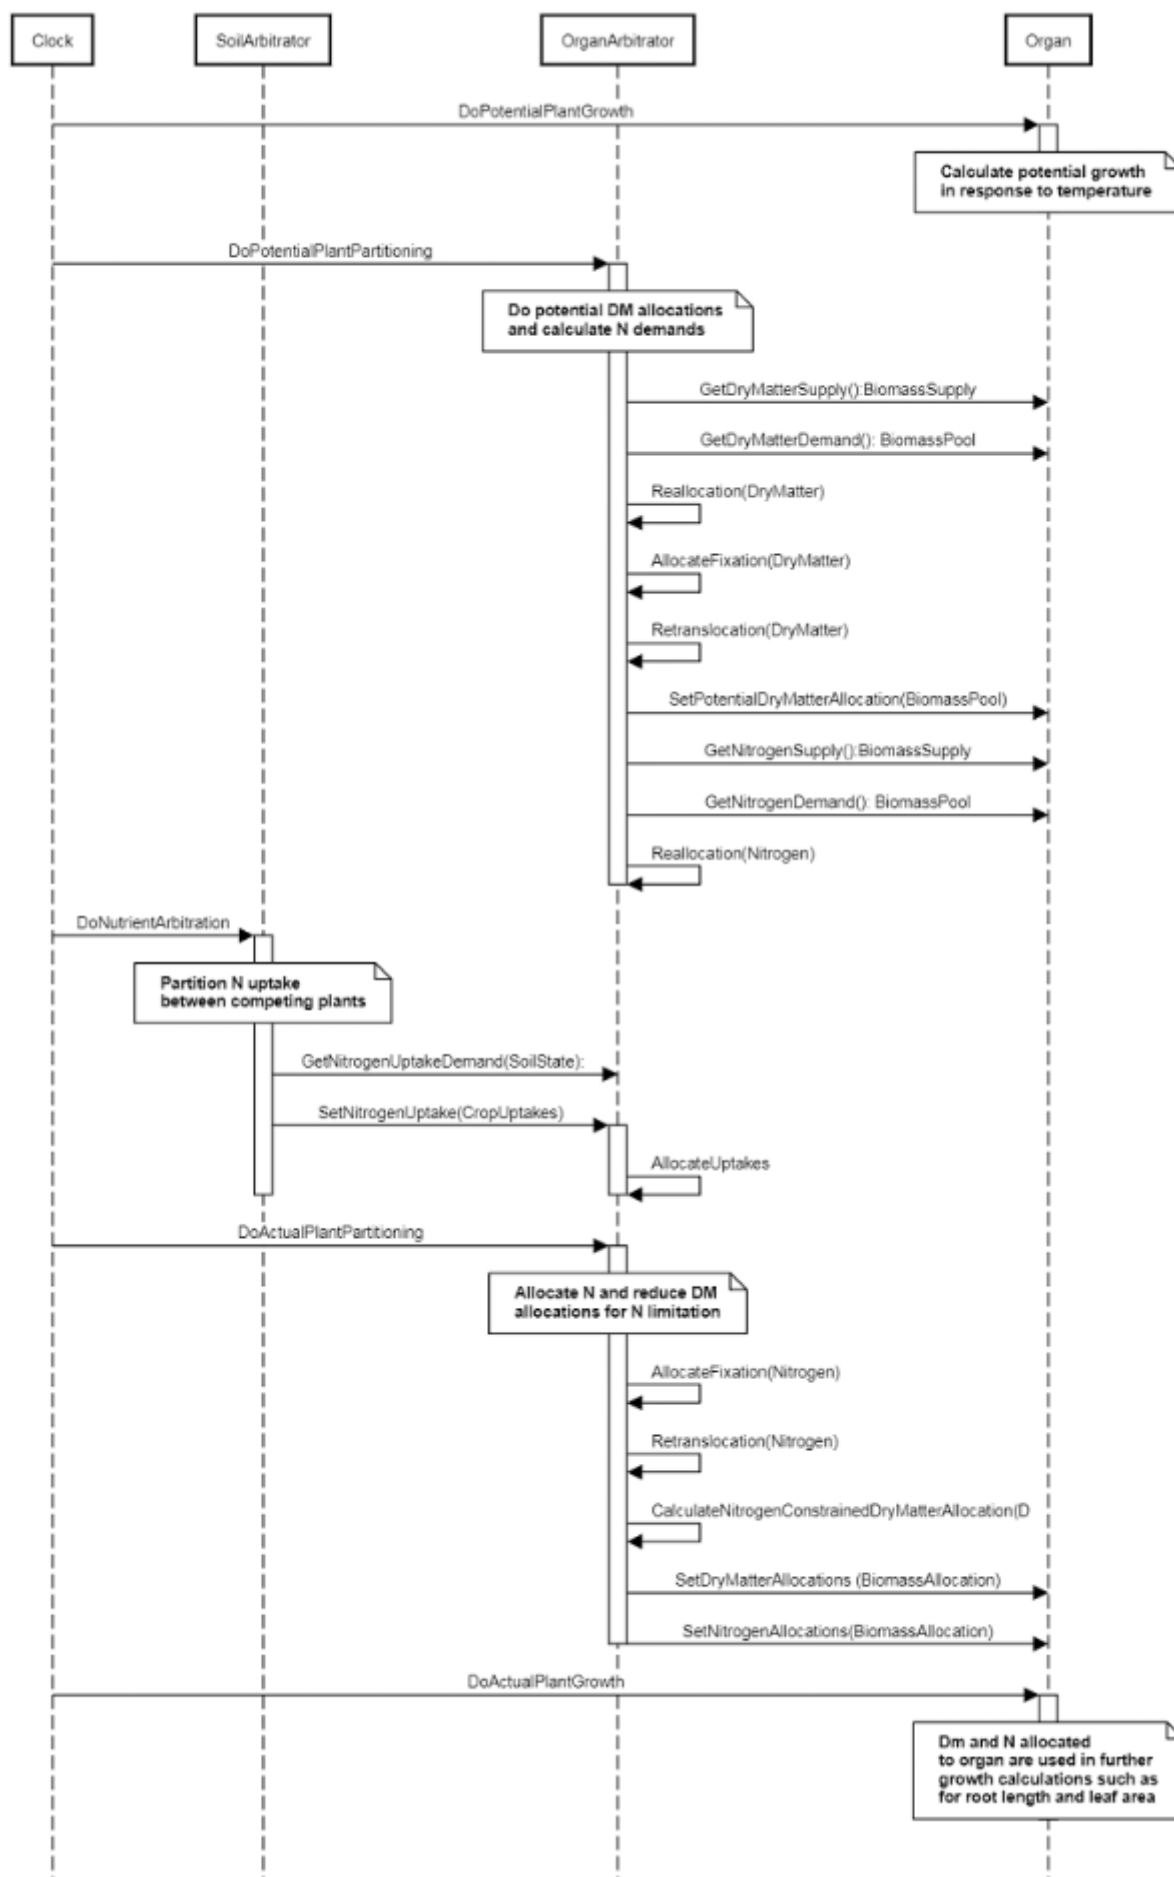 Clock
SoilArbitrator
OrganArbitrator
Organ
DoPotentialPlantGrowth
Calculate potential growth
in response to temperature
DoPotentialPlantPartitioning
Do potential DM allocations
and calculate N demands
GetDryMatterSupply():BiomassSupply
GetDryMatterDemand(): BiomassPool
Reallocation(DryMatter)
AllocateFixation(DryMatter)
Retranslocation(DryMatter)
SetPotentialDryMatterAllocation(BiomassPool)
GetNitrogenSupply():BiomassSupply
GetNitrogenDemand(): BiomassPool
Reallocation(Nitrogen)
DoNutrientArbitration
Partition N uptake
between competing plants
GetNitrogenUptakeDemand(SoilState):
SetNitrogenUptake(CropUptakes)
AllocateUptakes
DoActualPlantPartitioning
Allocate N and reduce DM
allocations for N limitation
AllocateFixation(Nitrogen)
Retranslocation(Nitrogen)
CalculateNitrogenConstrainedDryMatterAllocation(D
SetDryMatterAllocations (BiomassAllocation)
SetNitrogenAllocations(BiomassAllocation)
DoActualPlantGrowth
Dm and N allocated
to organ are used in further
growth calculations such as
for root length and leaf area